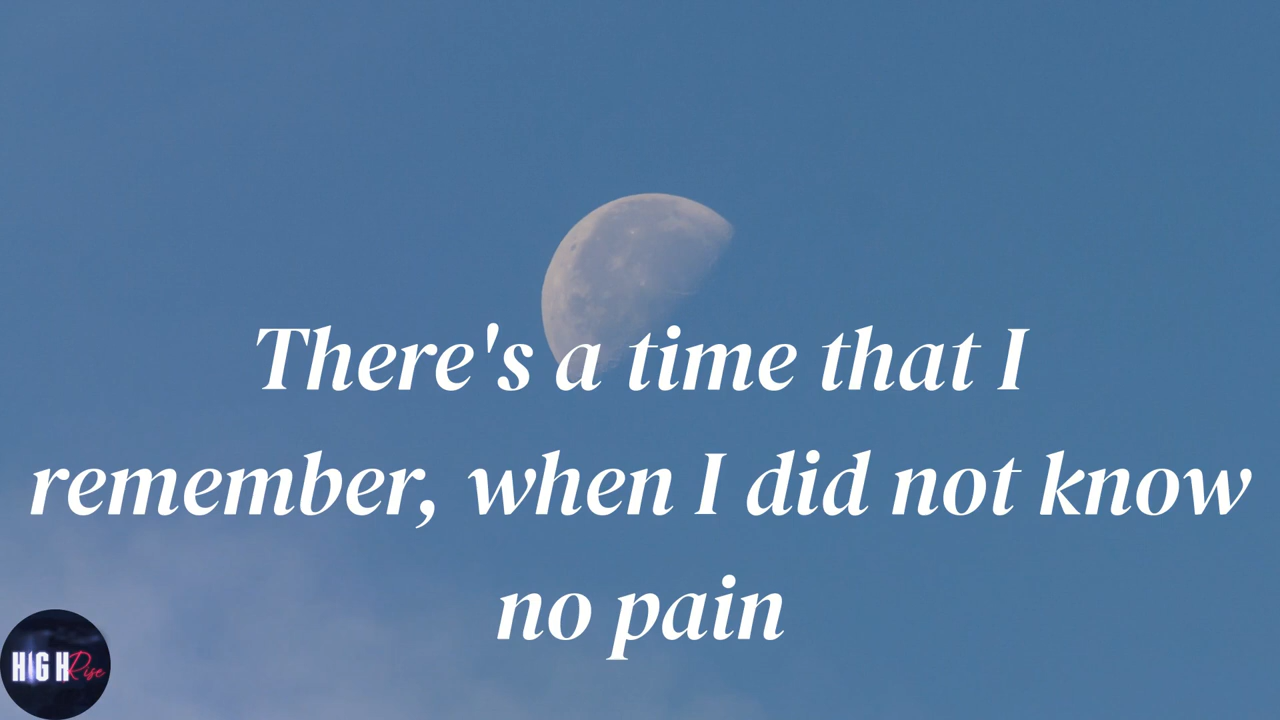 There's a time that I
remember, when I did not know
no pain
HIGH Rise